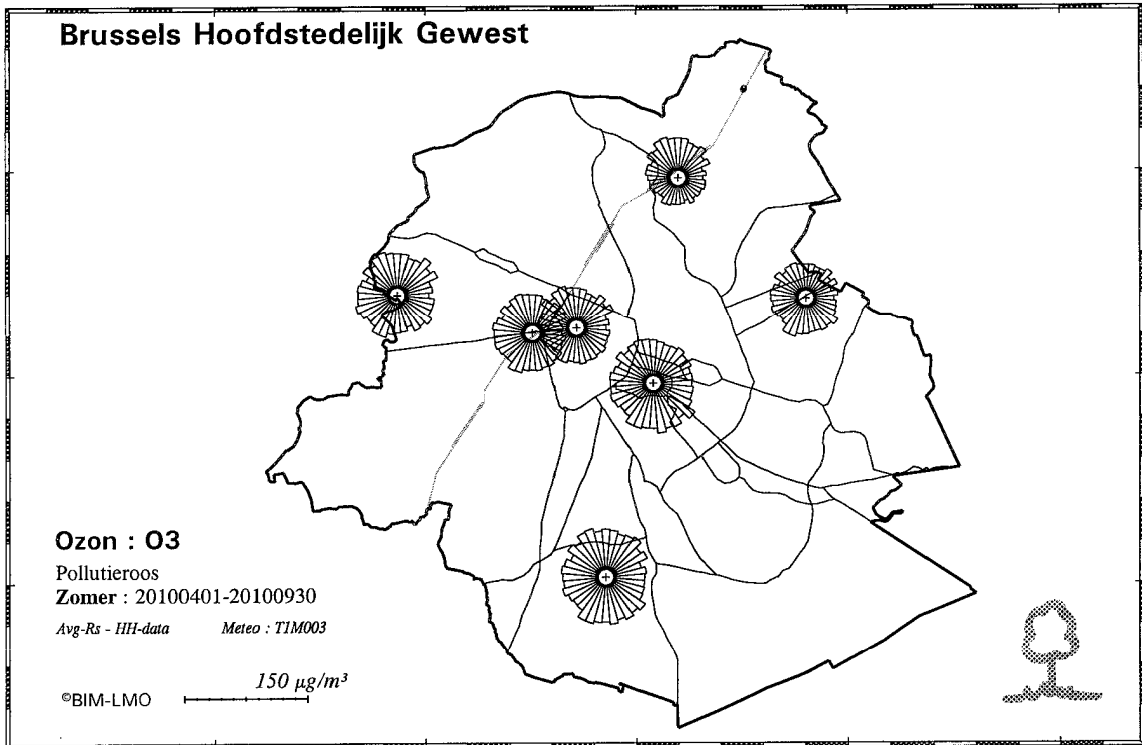 Brussels Hoofdstedelijk Gewest
Ozon : O3
Pollutieroos
Zomer : 20100401-20100930
Avg-Rs - HH-data Meteo : T1M003
150 µg/m³
©BIM-LMO